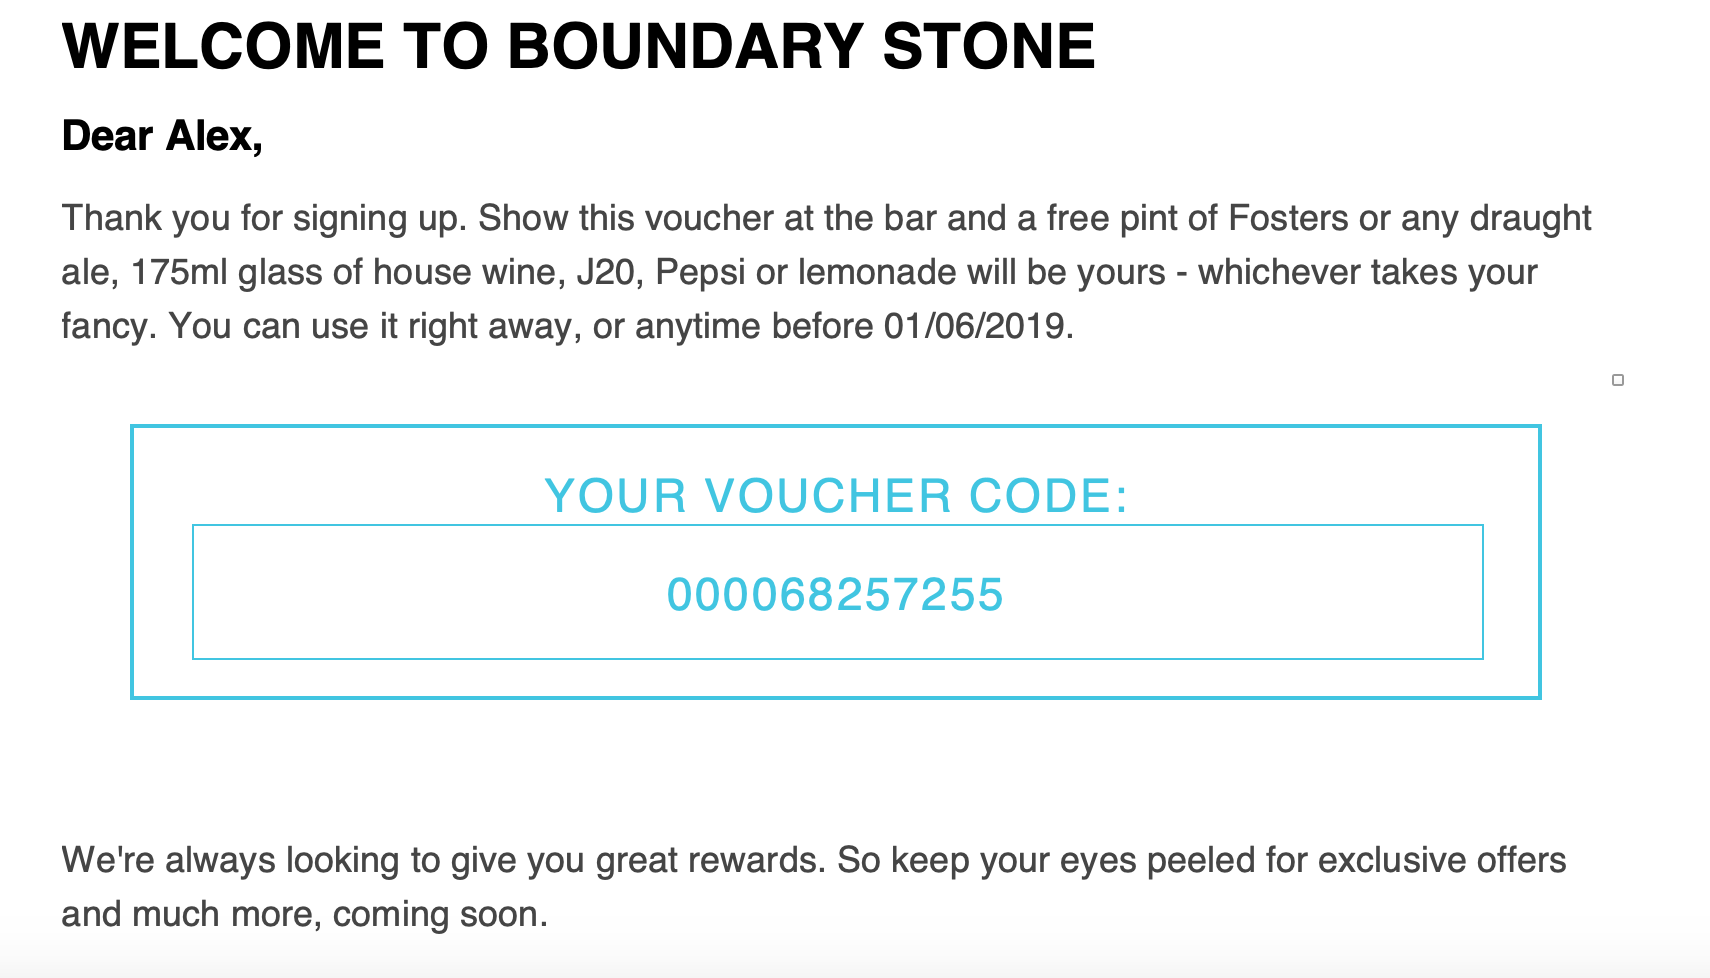 WELCOME TO BOUNDARY STONE
Dear Alex,
Thank you for signing up. Show this voucher at the bar and a free pint of Fosters or any draught
ale, 175ml glass of house wine, J20, Pepsi or lemonade will be yours - whichever takes your
fancy. You can use it right away, or anytime before 01/06/2019.
YOUR VOUCHER CODE:
000068257255
We're always looking to give you great rewards. So keep your eyes peeled for exclusive offers
and much more, coming soon.